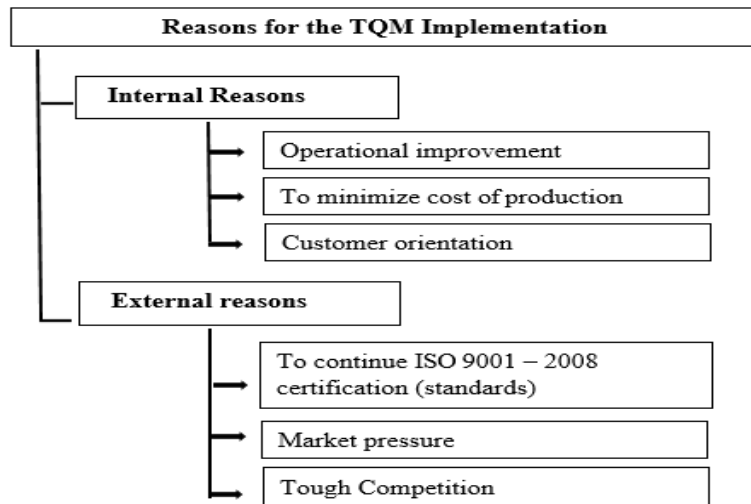 Reasons for the TQM Implementation
Internal Reasons
Operational improvement
To minimize cost of production
Customer orientation
External reasons
To continue ISO 9001 – 2008
certification (standards)
Market pressure
Tough Competition